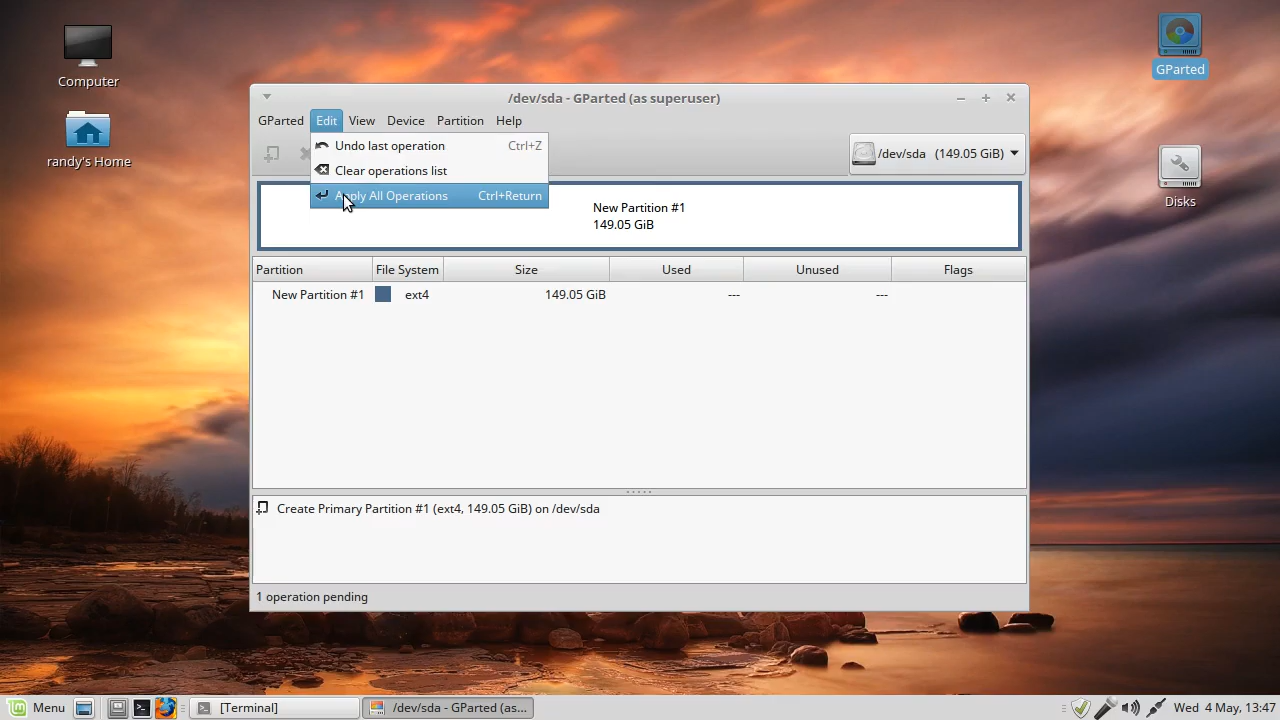 Computer
randy's Home
GParted
Disks
/dev/sda - GParted (as superuser)
GParted Edit View Device Partition Help
Undo last operation Ctrl+Z
Clear operations list
Apply All Operations Ctrl+Return
/dev/sda (149.05 GiB)
New Partition #1
149.05 GiB
Partition File System Size Used Unused Flags
New Partition #1 ext4 149.05 GiB --- ---
Create Primary Partition #1 (ext4, 149.05 GiB) on /dev/sda
1 operation pending
Menu [Terminal] /dev/sda - GParted (as... Wed 4 May, 13:47